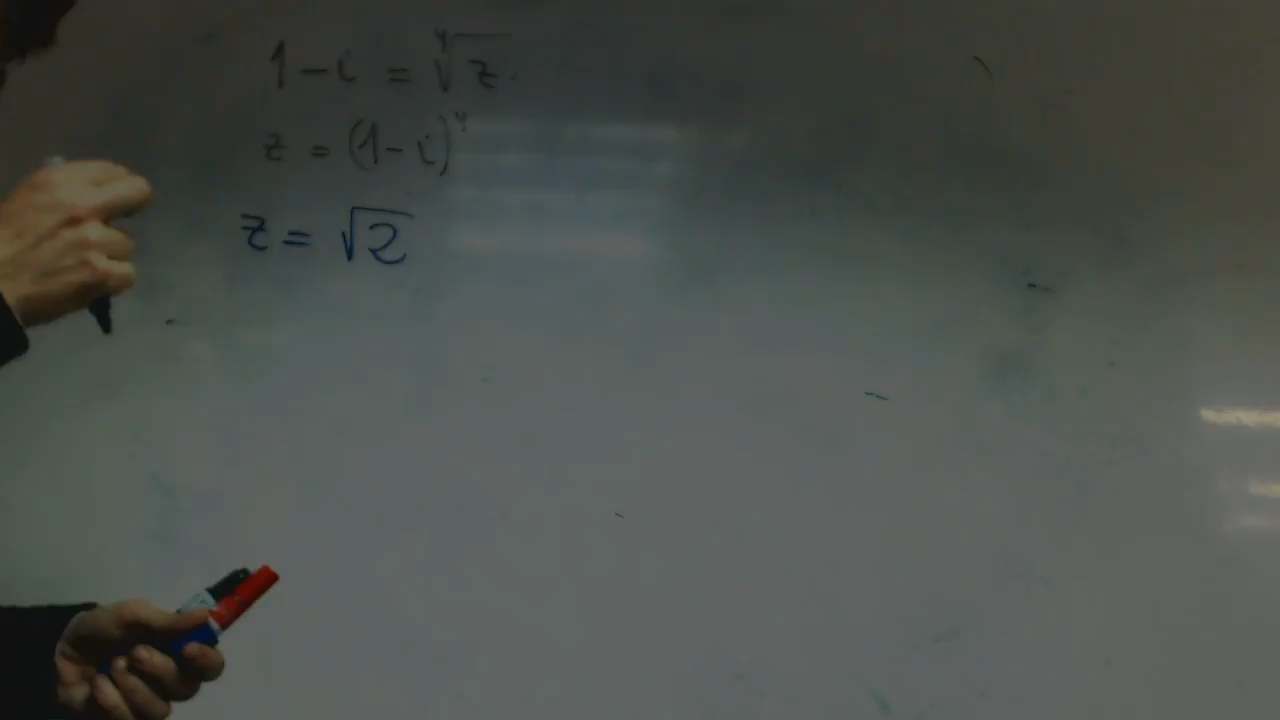 1 - i = ⁴√z.
z = (1 - i)⁴
z = √2